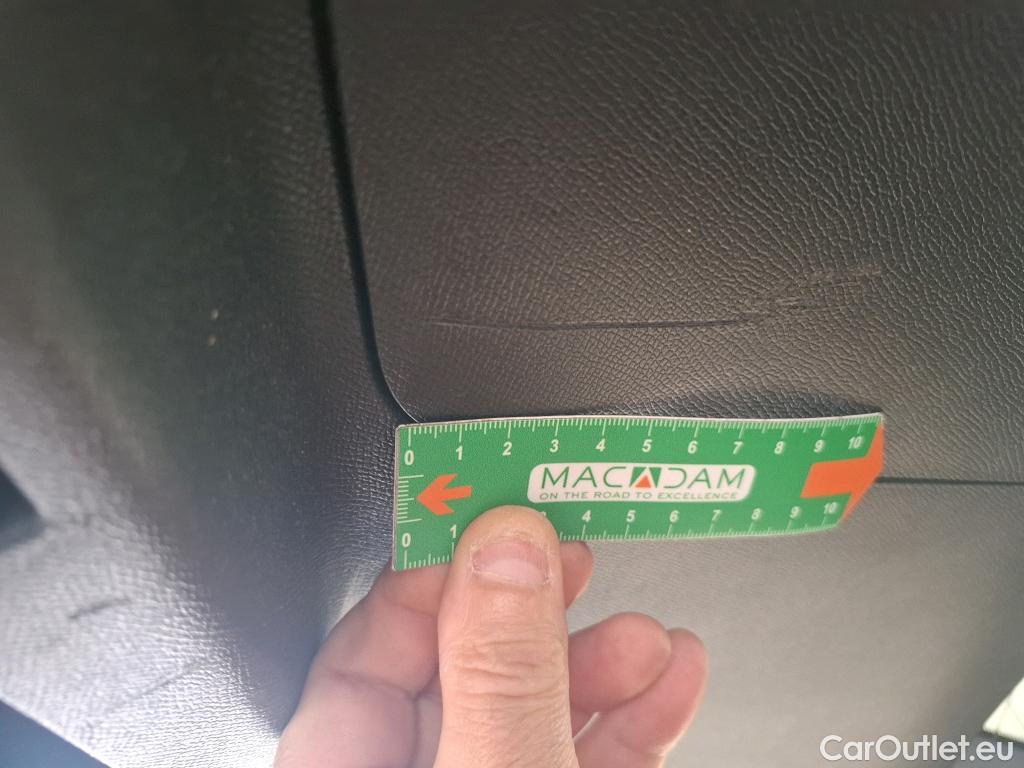 0 1 2 3 4 5 6 7 8 9 10
MACADAM
ON THE ROAD TO EXCELLENCE
0 1 3 4 5 6 7 8 9 10
CarOutlet.eu